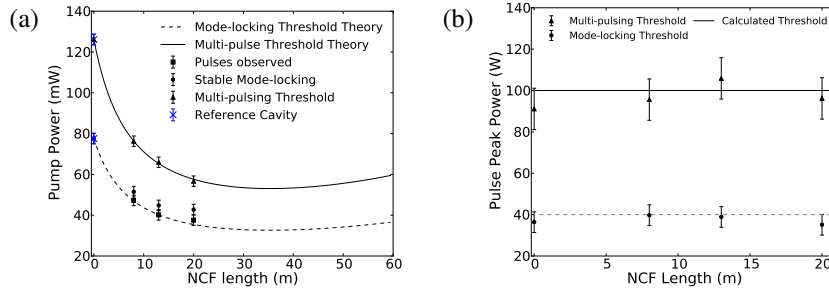 (a)
Mode-locking Threshold Theory
Multi-pulse Threshold Theory
Pulses observed
Stable Mode-locking
Multi-pulsing Threshold
Reference Cavity
Pump Power (mW)
140
120
100
80
60
40
20
0 10 20 30 40 50 60
NCF length (m)
(b)
Multi-pulsing Threshold
Mode-locking Threshold
Calculated Threshold
Pulse Peak Power (W)
140
120
100
80
60
40
20
0 5 10 15 20
NCF Length (m)